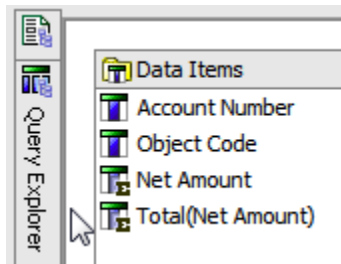 Query Explorer
Data Items
Account Number
Object Code
Net Amount
Total(Net Amount)